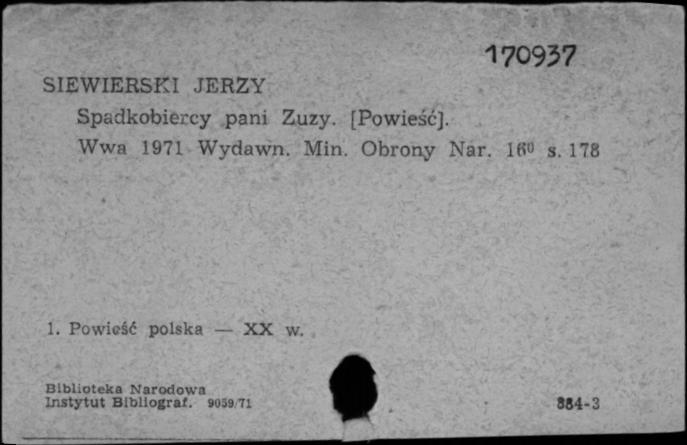 170937
SIEWIERSKI JERZY
Spadkobiercy pani Zuzy. [Powieść].
Wwa 1971 Wydawn. Min. Obrony Nar. 16⁰ s. 178
1. Powieść polska — XX w.
Biblioteka Narodowa
Instytut Bibliograf. 9059/71
884-3